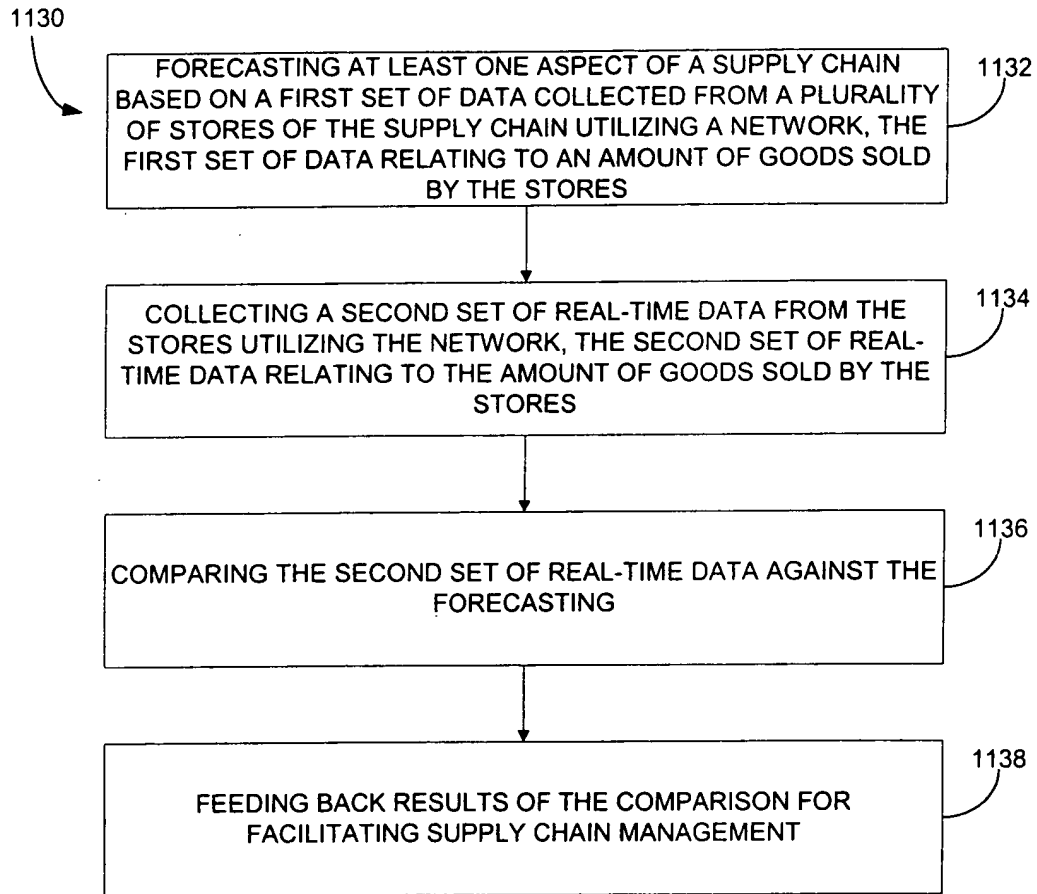 1130
FORECASTING AT LEAST ONE ASPECT OF A SUPPLY CHAIN
BASED ON A FIRST SET OF DATA COLLECTED FROM A PLURALITY
OF STORES OF THE SUPPLY CHAIN UTILIZING A NETWORK, THE
FIRST SET OF DATA RELATING TO AN AMOUNT OF GOODS SOLD
BY THE STORES
1132
COLLECTING A SECOND SET OF REAL-TIME DATA FROM THE
STORES UTILIZING THE NETWORK, THE SECOND SET OF REAL-
TIME DATA RELATING TO THE AMOUNT OF GOODS SOLD BY THE
STORES
1134
COMPARING THE SECOND SET OF REAL-TIME DATA AGAINST THE
FORECASTING
1136
FEEDING BACK RESULTS OF THE COMPARISON FOR
FACILITATING SUPPLY CHAIN MANAGEMENT
1138